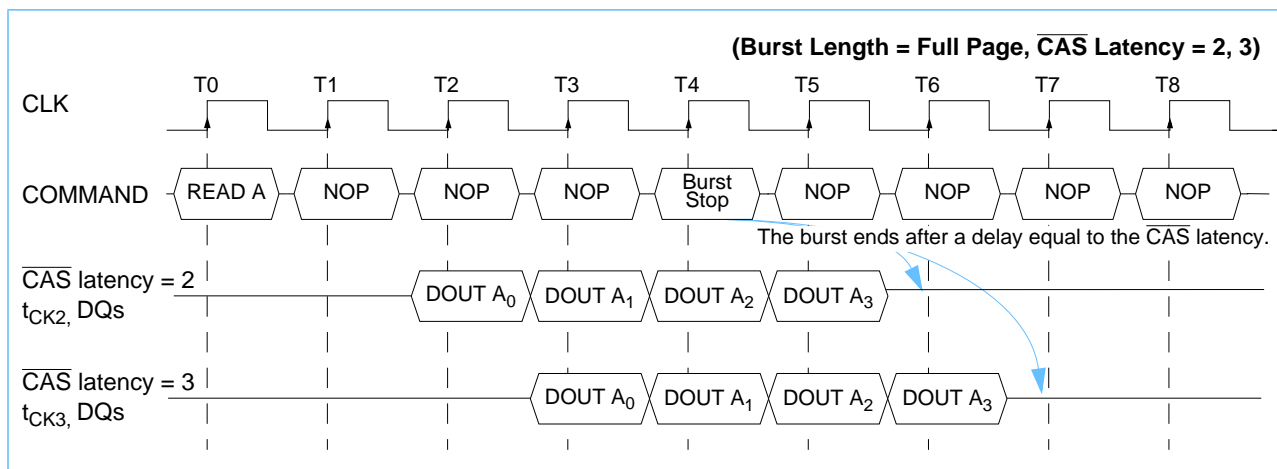 (Burst Length = Full Page, CAS Latency = 2, 3)
T0 T1 T2 T3 T4 T5 T6 T7 T8
CLK
COMMAND READ A NOP NOP NOP Burst Stop NOP NOP NOP NOP
The burst ends after a delay equal to the CAS latency.
CAS latency = 2
tCK2, DQs DOUT A0 DOUT A1 DOUT A2 DOUT A3
CAS latency = 3
tCK3, DQs DOUT A0 DOUT A1 DOUT A2 DOUT A3